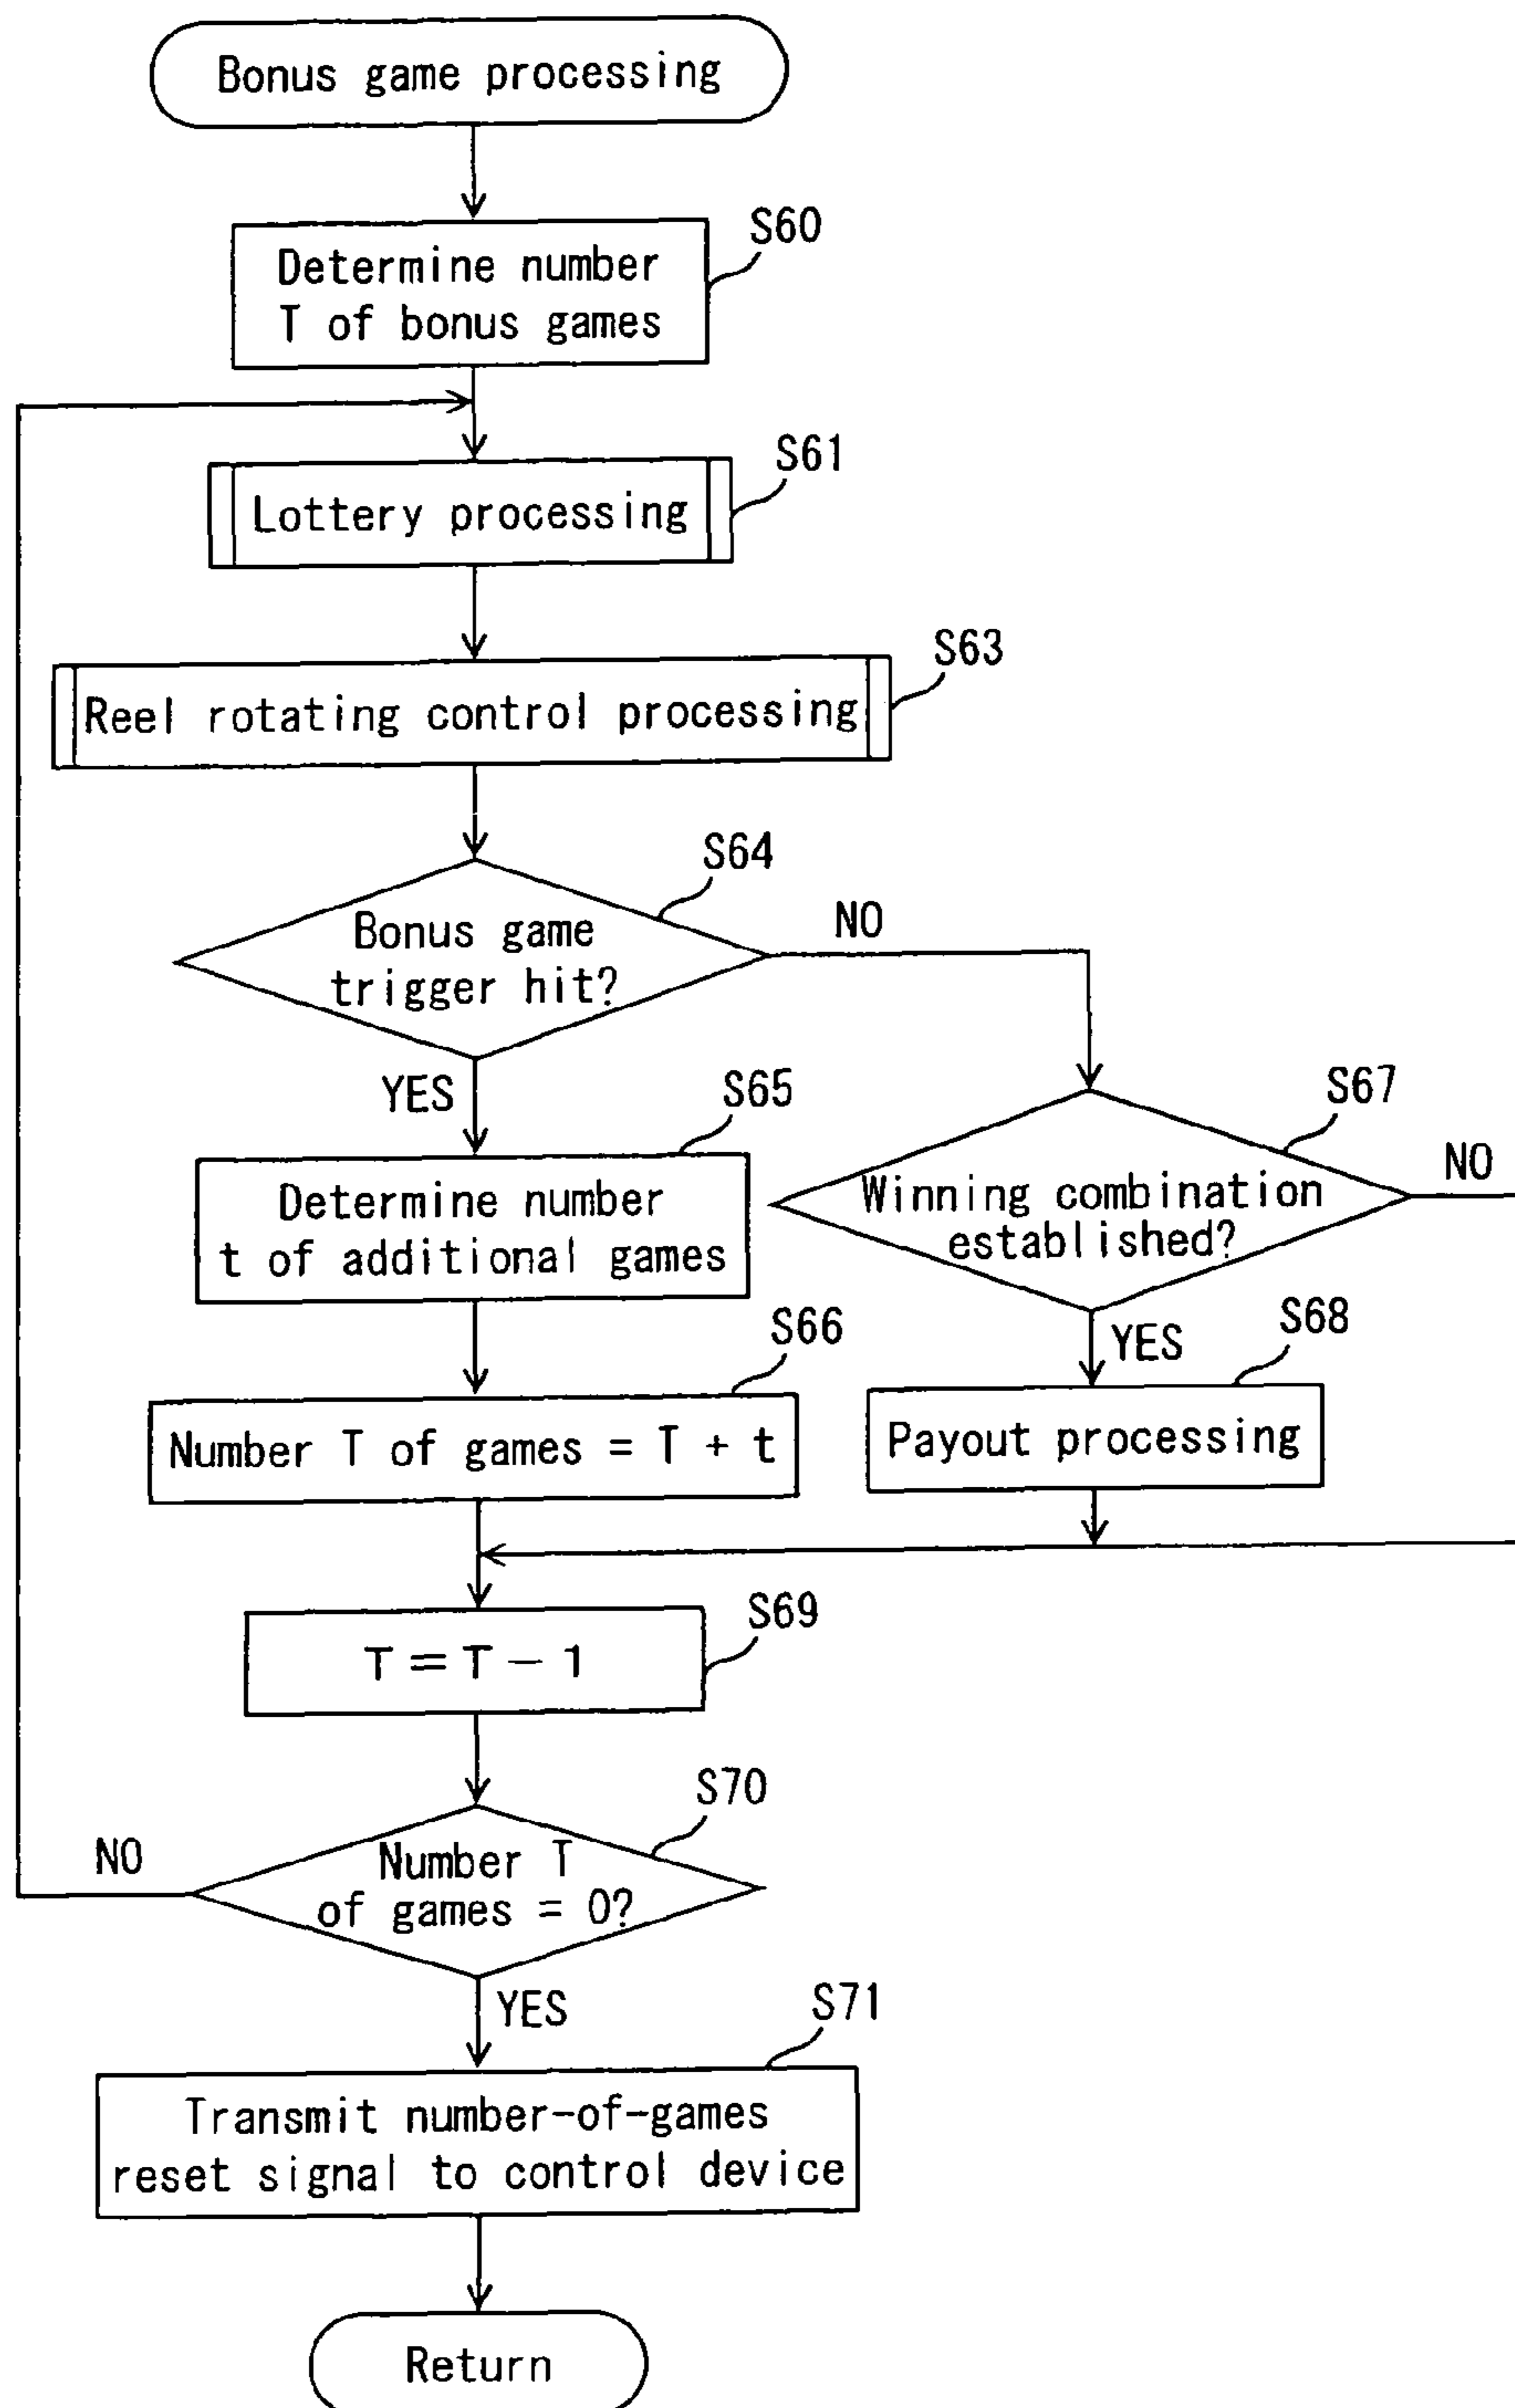 Bonus game processing
S60
Determine number
T of bonus games
S61
Lottery processing
S63
Reel rotating control processing
S64
Bonus game
trigger hit?
NO
YES
S65
Determine number
t of additional games
S67
Winning combination
established?
NO
YES
S66
Number T of games = T + t
S68
Payout processing
S69
T = T - 1
S70
Number T
of games = 0?
NO
YES
S71
Transmit number-of-games
reset signal to control device
Return